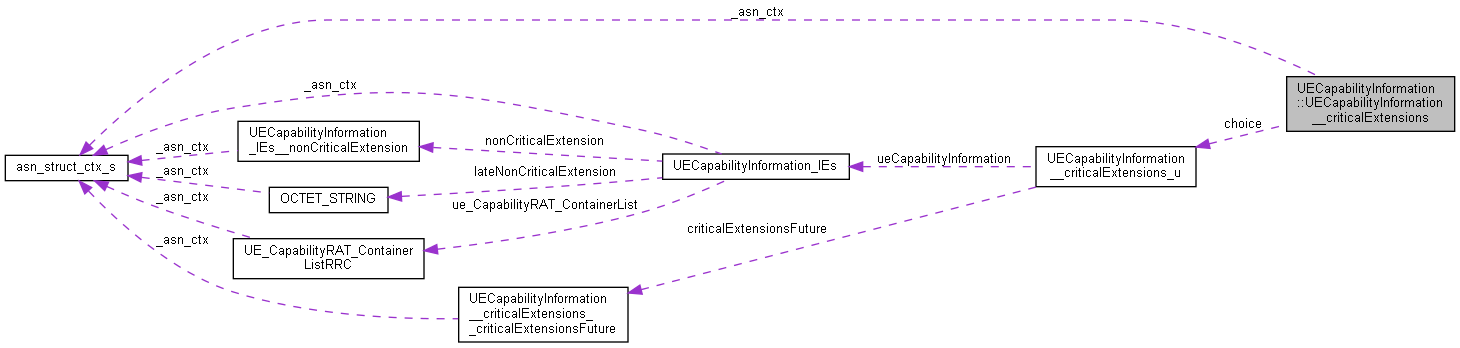 _asn_ctx
UECapabilityInformation
::UECapabilityInformation
__criticalExtensions
_asn_ctx
choice
UECapabilityInformation
_IEs__nonCriticalExtension
nonCriticalExtension
_asn_ctx
asn_struct_ctx_s
UECapabilityInformation_IEs
ueCapabilityInformation
UECapabilityInformation
__criticalExtensions_u
_asn_ctx
lateNonCriticalExtension
OCTET_STRING
_asn_ctx
ue_CapabilityRAT_ContainerList
UE_CapabilityRAT_Container
ListRRC
_asn_ctx
criticalExtensionsFuture
UECapabilityInformation
__criticalExtensions_
_criticalExtensionsFuture